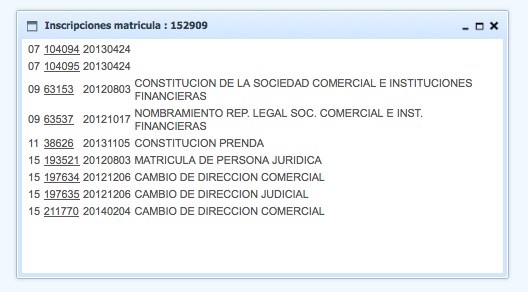 Inscripciones matricula : 152909
07 104094 20130424
07 104095 20130424
09 63153 20120803 CONSTITUCION DE LA SOCIEDAD COMERCIAL E INSTITUCIONES
FINANCIERAS
09 63537 20121017 NOMBRAMIENTO REP. LEGAL SOC. COMERCIAL E INST.
FINANCIERAS
11 38626 20131105 CONSTITUCION PRENDA
15 193521 20120803 MATRICULA DE PERSONA JURIDICA
15 197634 20121206 CAMBIO DE DIRECCION COMERCIAL
15 197635 20121206 CAMBIO DE DIRECCION JUDICIAL
15 211770 20140204 CAMBIO DE DIRECCION COMERCIAL